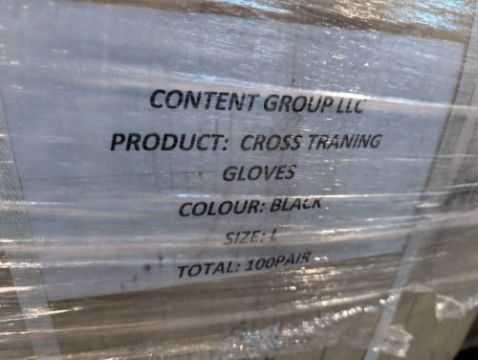 CONTENT GROUP LLC
PRODUCT: CROSS TRANING
GLOVES
COLOUR: BLACK
SIZE: L
TOTAL: 100PAIR